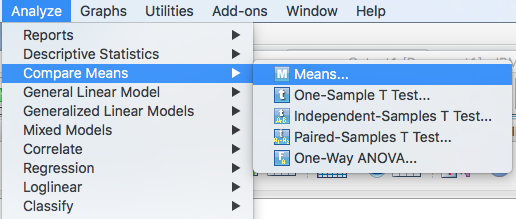 Analyze Graphs Utilities Add-ons Window Help
Reports
Descriptive Statistics
Compare Means
General Linear Model
Generalized Linear Models
Mixed Models
Correlate
Regression
Loglinear
Classify
M Means...
t One-Sample T Test...
Independent-Samples T Test...
Paired-Samples T Test...
One-Way ANOVA...